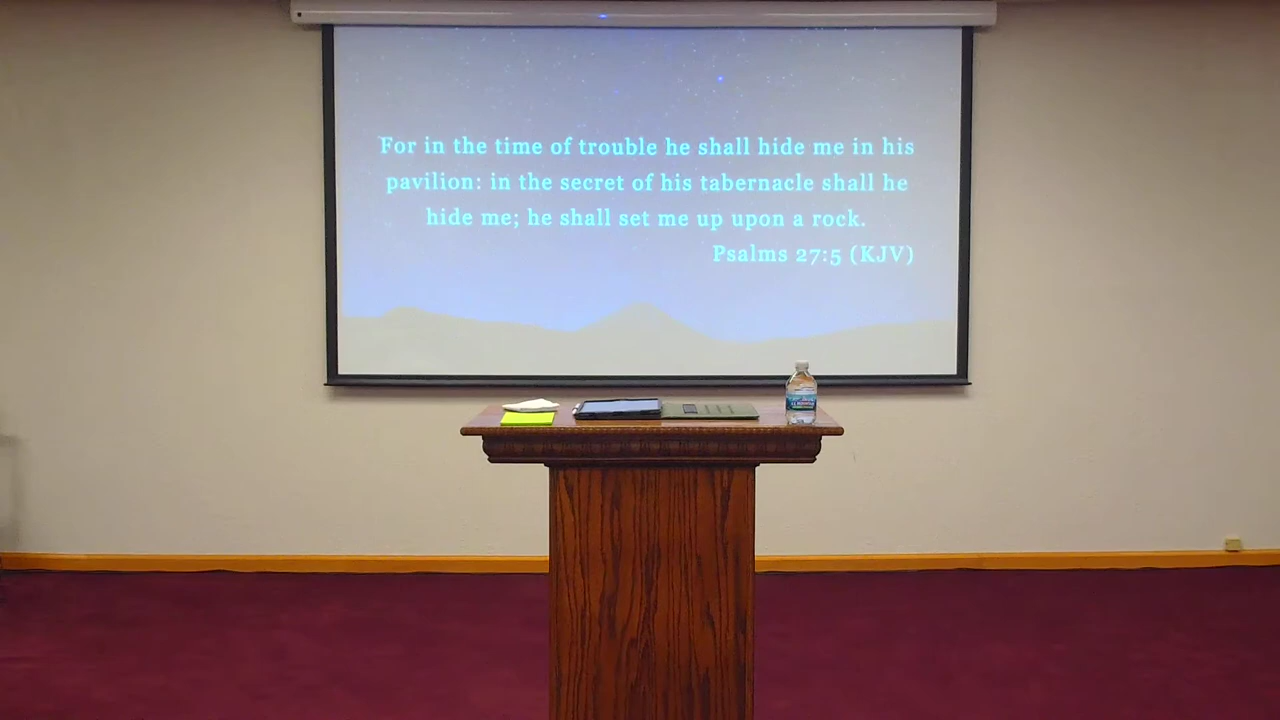 For in the time of trouble he shall hide me in his
pavilion: in the secret of his tabernacle shall he
hide me; he shall set me up upon a rock.
Psalms 27:5 (KJV)